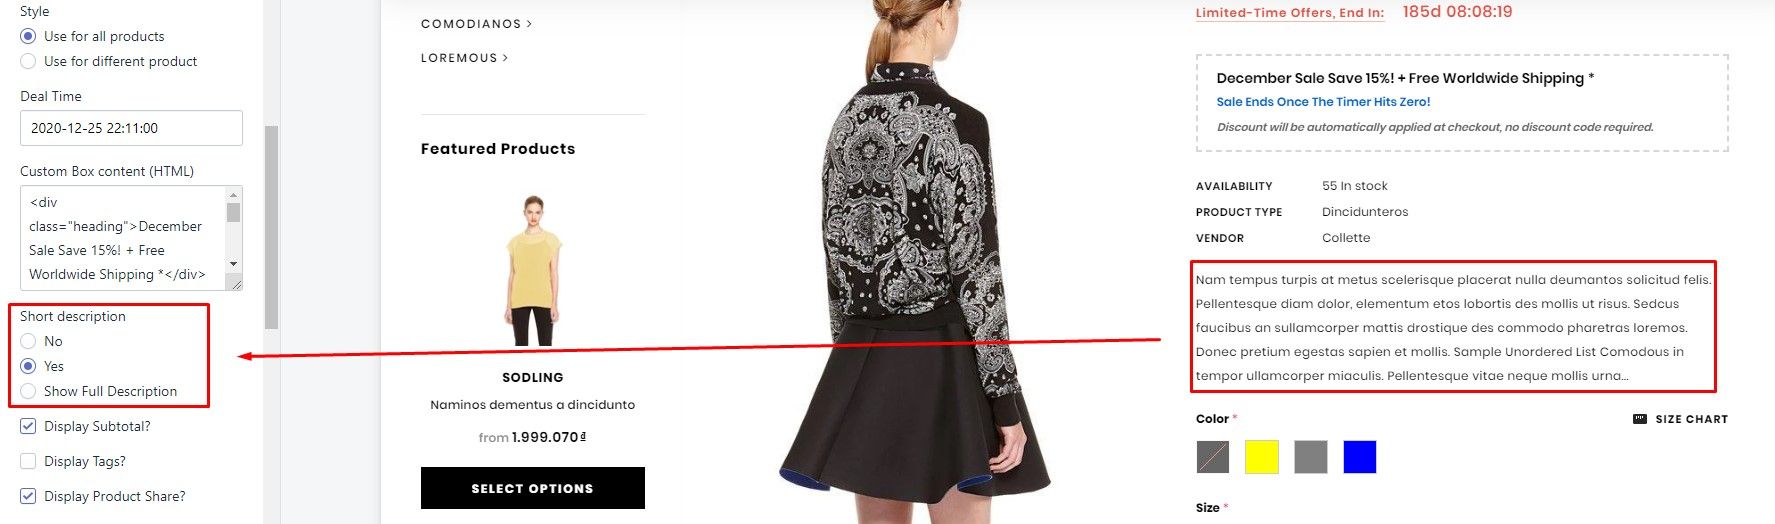 Style
Use for all products
Use for different product
Deal Time
2020-12-25 22:11:00
Custom Box content (HTML)
<div
class="heading">December
Sale Save 15%! + Free
Worldwide Shipping *</div>
Short description
No
Yes
Show Full Description
Display Subtotal?
Display Tags?
Display Product Share?
COMODIANOS >
LOREMOUS >
Featured Products
SODLING
Naminos dementus a dincidunto
from 1.999.070₫
SELECT OPTIONS
Limited-Time Offers, End In: 185d 08:08:19
December Sale Save 15%! + Free Worldwide Shipping *
Sale Ends Once The Timer Hits Zero!
Discount will be automatically applied at checkout, no discount code required.
AVAILABILITY 55 In stock
PRODUCT TYPE Dincidunteros
VENDOR Collette
Nam tempus turpis at metus scelerisque placerat nulla deumantos solicitud felis.
Pellentesque diam dolor, elementum etos lobortis des mollis ut risus. Sedcus
faucibus an sullamcorper mattis drostique des commodo pharetras loremos.
Donec pretium egestas sapien et mollis. Sample Unordered List Comodous in
tempor ullamcorper miaculis. Pellentesque vitae neque mollis urna...
Color *
SIZE CHART
Size *